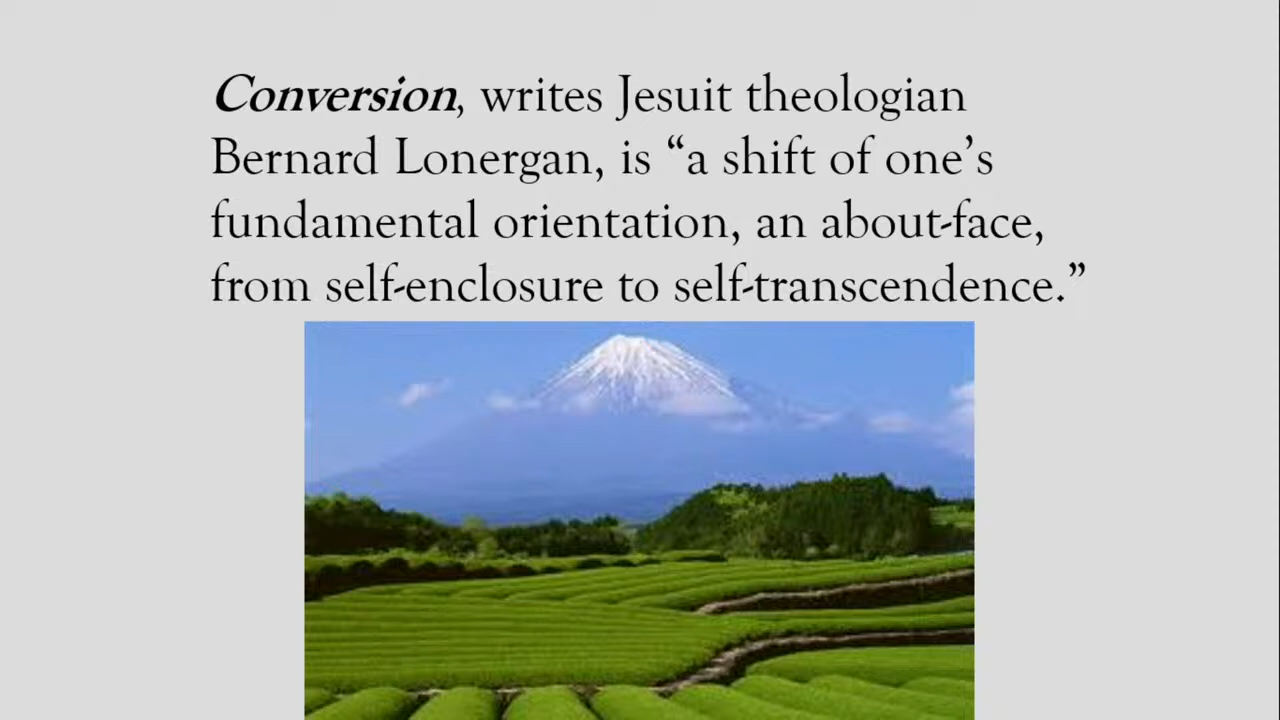 Conversion, writes Jesuit theologian
Bernard Lonergan, is “a shift of one’s
fundamental orientation, an about-face,
from self-enclosure to self-transcendence.”